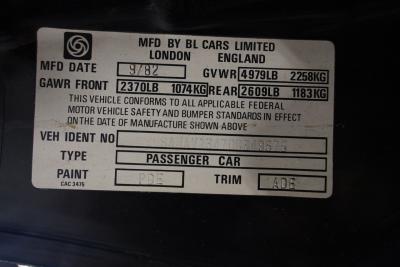 MFD BY BL CARS LIMITED
LONDON ENGLAND
MFD DATE 9/82 GVWR 4979LB 2258KG
GAWR FRONT 2370LB 1074KG REAR 2609LB 1183KG
THIS VEHICLE CONFORMS TO ALL APPLICABLE FEDERAL
MOTOR VEHICLE SAFETY AND BUMPER STANDARDS IN EFFECT
ON THE DATE OF MANUFACTURE SHOWN ABOVE
VEH IDENT NO
TYPE PASSENGER CAR
PAINT PDE TRIM ADE
CAC 3475